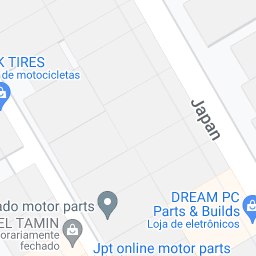 K TIRES
de motocicletas
Japan
ado motor parts
EL TAMIN
orariamente
fechado
DREAM PC
Parts & Builds
Loja de eletrônicos
Jpt online motor parts